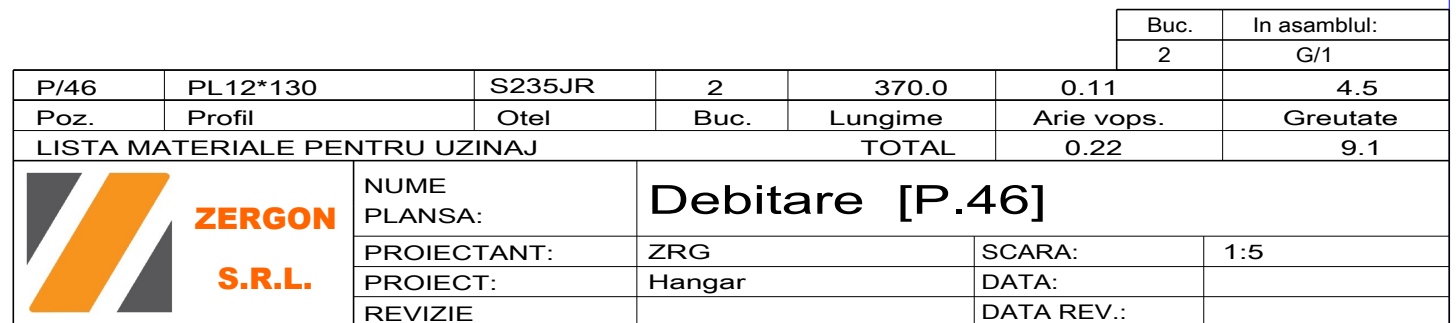 Buc. In asamblul:
2 G/1
P/46 PL12*130 S235JR 2 370.0 0.11 4.5
Poz. Profil Otel Buc. Lungime Arie vops. Greutate
LISTA MATERIALE PENTRU UZINAJ TOTAL 0.22 9.1
ZERGON
S.R.L.
NUME
PLANSA:
Debitare [P.46]
PROIECTANT: ZRG SCARA: 1:5
PROIECT: Hangar DATA:
REVIZIE DATA REV.: